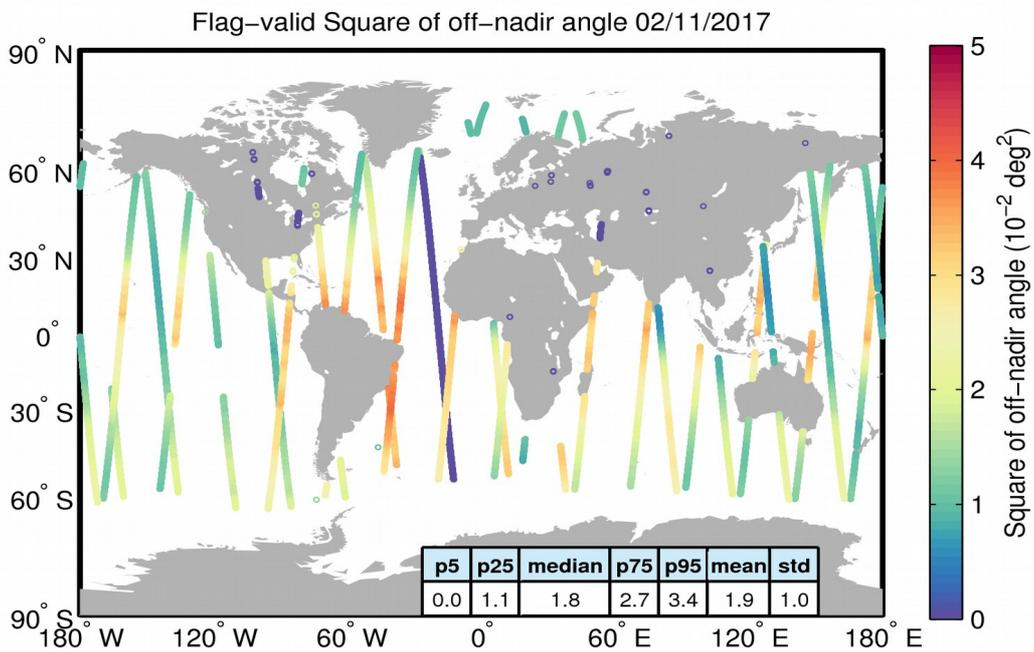 Flag−valid Square of off−nadir angle 02/11/2017
90° N
60° N
30° N
0°
30° S
60° S
90° S
180° W
120° W
60° W
0°
60° E
120° E
180° E
p5 p25 median p75 p95 mean std
0.0 1.1 1.8 2.7 3.4 1.9 1.0
5
4
3
2
1
0
Square of off−nadir angle (10⁻² deg²)